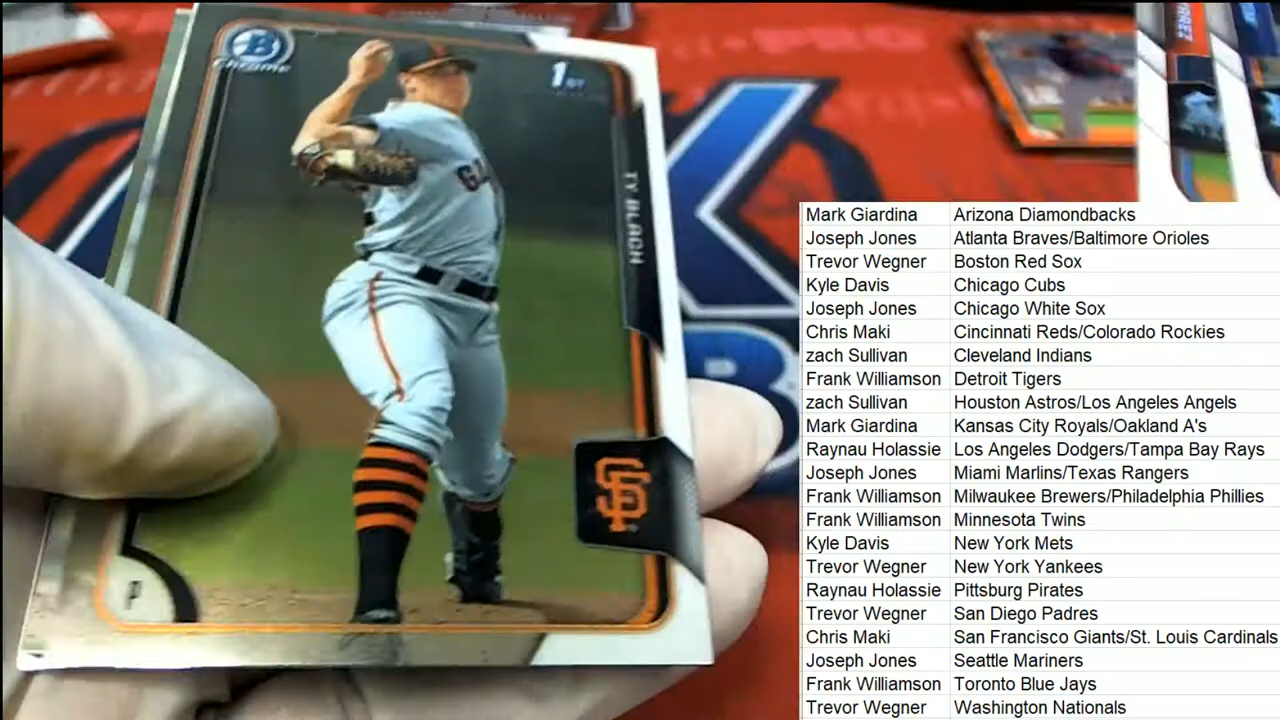 B
Chrome
1ST
TY BLACH
GIA
SF
P
PRO
K
B
Mark Giardina Arizona Diamondbacks
Joseph Jones Atlanta Braves/Baltimore Orioles
Trevor Wegner Boston Red Sox
Kyle Davis Chicago Cubs
Joseph Jones Chicago White Sox
Chris Maki Cincinnati Reds/Colorado Rockies
zach Sullivan Cleveland Indians
Frank Williamson Detroit Tigers
zach Sullivan Houston Astros/Los Angeles Angels
Mark Giardina Kansas City Royals/Oakland A's
Raynau Holassie Los Angeles Dodgers/Tampa Bay Rays
Joseph Jones Miami Marlins/Texas Rangers
Frank Williamson Milwaukee Brewers/Philadelphia Phillies
Frank Williamson Minnesota Twins
Kyle Davis New York Mets
Trevor Wegner New York Yankees
Raynau Holassie Pittsburg Pirates
Trevor Wegner San Diego Padres
Chris Maki San Francisco Giants/St. Louis Cardinals
Joseph Jones Seattle Mariners
Frank Williamson Toronto Blue Jays
Trevor Wegner Washington Nationals